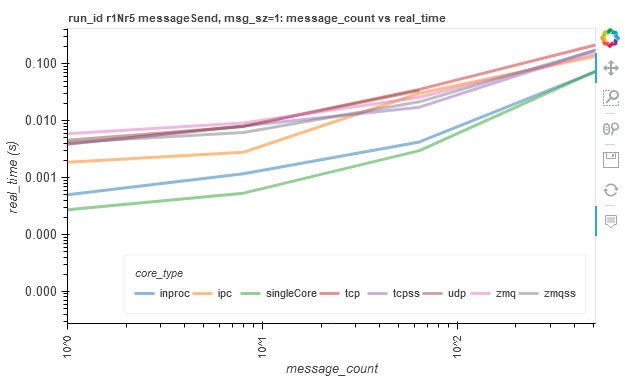 run_id r1Nr5 messageSend, msg_sz=1: message_count vs real_time
real_time (s)
0.100
0.010
0.001
0.000
0.000
core_type
inproc ipc singleCore tcp tcpss udp zmq zmqss
10^0 10^1 10^2
message_count